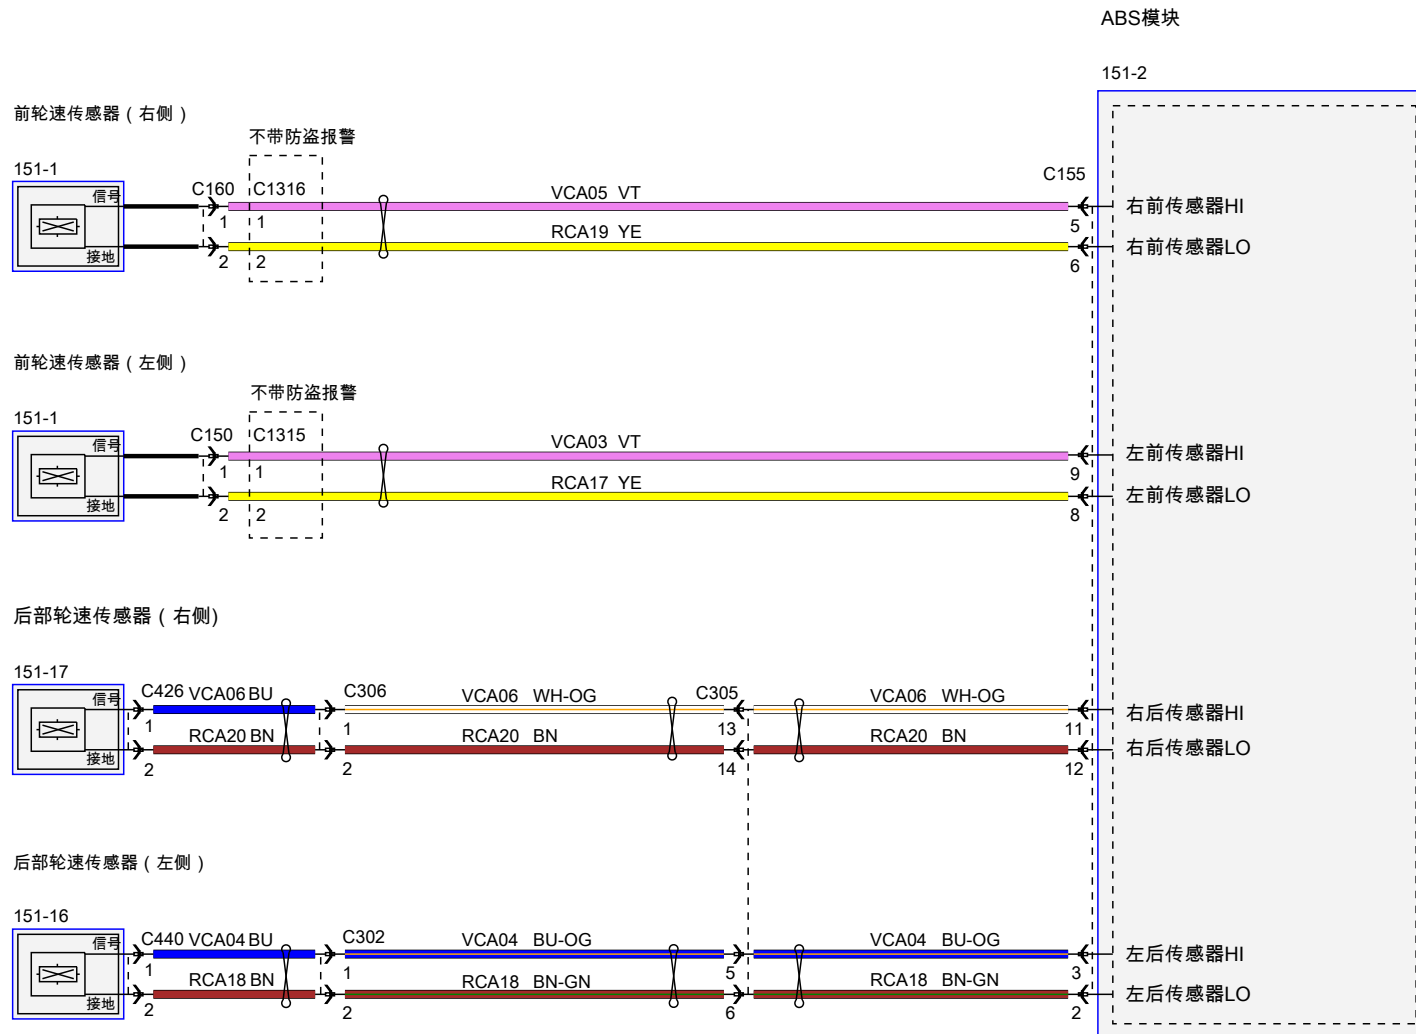 ABS模块
151-2
前轮速传感器（右侧）
不带防盗报警
151-1
信号
接地
C160 C1316
VCA05 VT
C155
1 1
5
右前传感器HI
RCA19 YE
2 2
6
右前传感器LO
前轮速传感器（左侧）
不带防盗报警
151-1
信号
接地
C150 C1315
VCA03 VT
1 1
9
左前传感器HI
RCA17 YE
2 2
8
左前传感器LO
后部轮速传感器（右侧)
151-17
信号
接地
C426 VCA06 BU C306 VCA06 WH-OG C305 VCA06 WH-OG
1 1 13 11
右后传感器HI
RCA20 BN RCA20 BN RCA20 BN
2 2 14 12
右后传感器LO
后部轮速传感器（左侧）
151-16
信号
接地
C440 VCA04 BU C302 VCA04 BU-OG VCA04 BU-OG
1 1 5 3
左后传感器HI
RCA18 BN RCA18 BN-GN RCA18 BN-GN
2 2 6 2
左后传感器LO